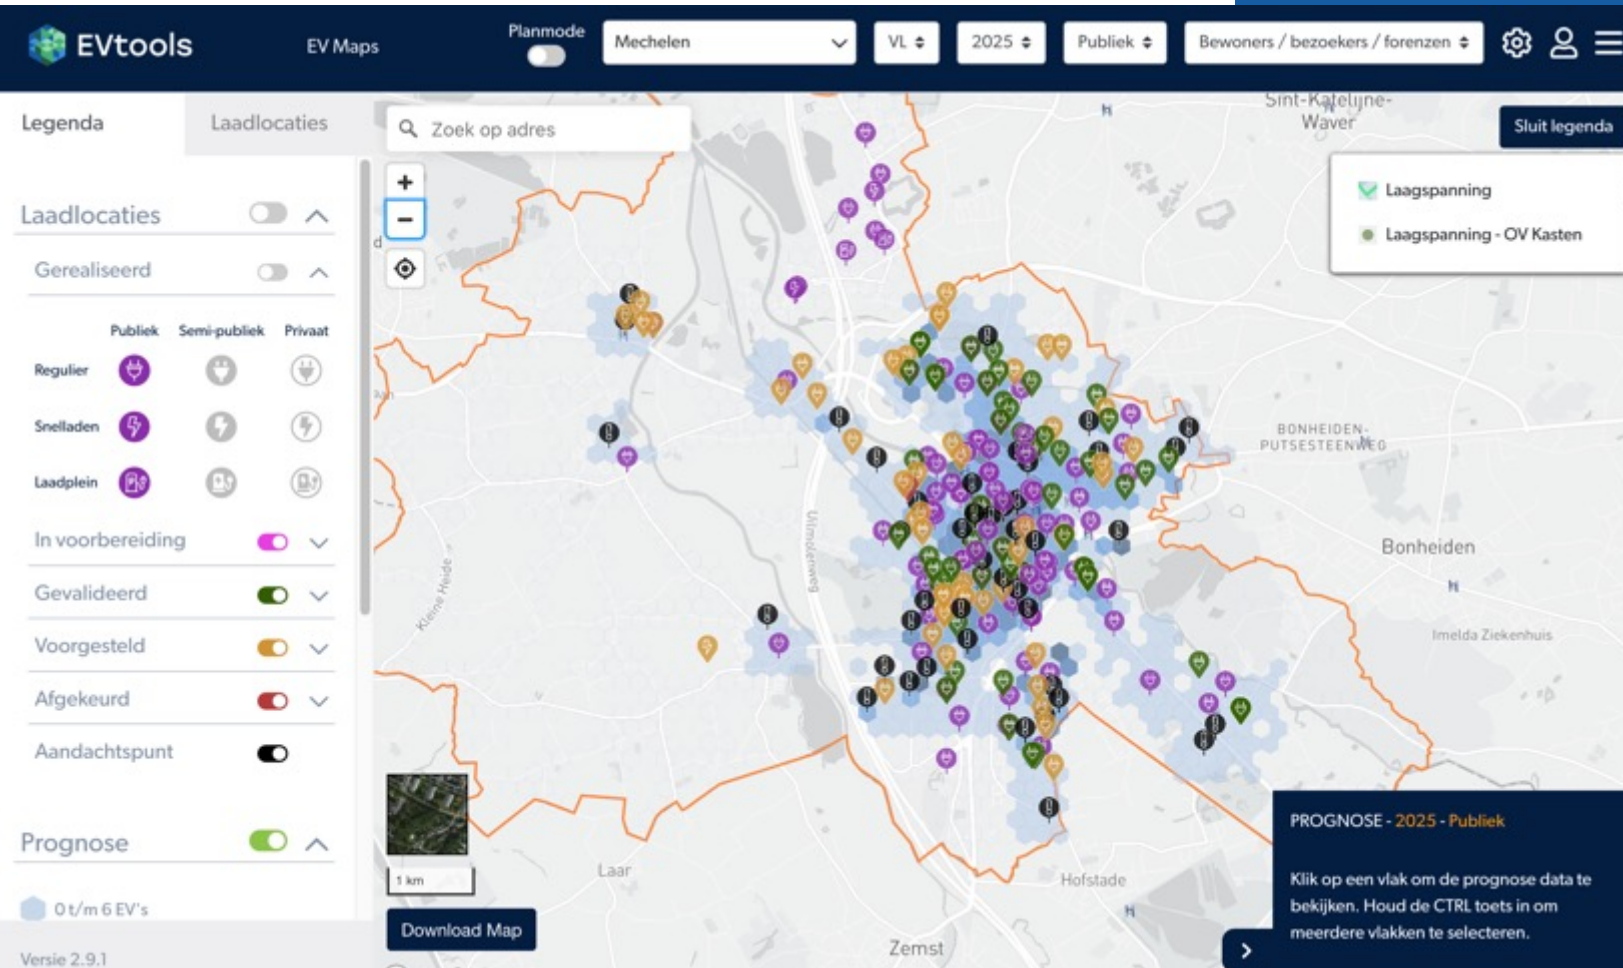 EVtools
EV Maps
Planmode
Mechelen
VL
2025
Publiek
Bewoners / bezoekers / forenzen
Legenda
Laadlocaties
Zoek op adres
Sluit legenda
Laagspanning
Laagspanning - OV Kasten
Laadlocaties
Gerealiseerd
Publiek
Semi-publiek
Privaat
Regulier
Snelladen
Laadplein
In voorbereiding
Gevalideerd
Voorgesteld
Afgekeurd
Aandachtspunt
Prognose
0 t/m 6 EV's
Versie 2.9.1
+
−
1 km
Download Map
Sint-Katelijne-
Waver
BONHEIDEN-
PUTSESTEENWEG
Bonheiden
Imelda Ziekenhuis
Uilmolenweg
Kleine Heide
Laar
Hofstade
Zemst
PROGNOSE - 2025 - Publiek
Klik op een vlak om de prognose data te
bekijken. Houd de CTRL toets in om
meerdere vlakken te selecteren.